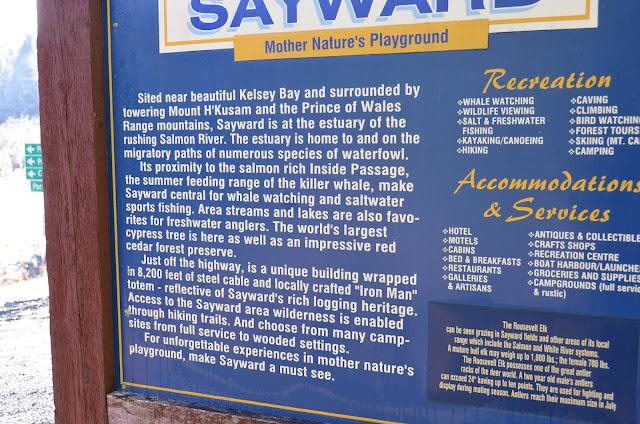 SAYWARD
Mother Nature's Playground
Sited near beautiful Kelsey Bay and surrounded by
towering Mount H'Kusam and the Prince of Wales
Range mountains, Sayward is at the estuary of the
rushing Salmon River. The estuary is home to and on the
migratory paths of numerous species of waterfowl.
Its proximity to the salmon rich Inside Passage,
the summer feeding range of the killer whale, make
Sayward central for whale watching and saltwater
sports fishing. Area streams and lakes are also favo-
rites for freshwater anglers. The world's largest
cypress tree is here as well as an impressive red
cedar forest preserve.
Just off the highway, is a unique building wrapped
in 8,200 feet of steel cable and locally crafted "Iron Man"
totem - reflective of Sayward's rich logging heritage.
Access to the Sayward area wilderness is enabled
through hiking trails. And choose from many camp-
sites from full service to wooded settings.
For unforgettable experiences in mother nature's
playground, make Sayward a must see.
Recreation
❖WHALE WATCHING
❖WILDLIFE VIEWING
❖SALT & FRESHWATER
FISHING
❖KAYAKING/CANOEING
❖HIKING
❖CAVING
❖CLIMBING
❖BIRD WATCHING
❖FOREST TOURS
❖SKIING (MT. CA
❖CAMPING
Accommodations
& Services
❖HOTEL
❖MOTELS
❖CABINS
❖BED & BREAKFASTS
❖RESTAURANTS
❖GALLERIES
& ARTISANS
❖ANTIQUES & COLLECTIBLE
❖CRAFTS SHOPS
❖RECREATION CENTRE
❖BOAT HARBOUR/LAUNCHES
❖GROCERIES AND SUPPLIES
❖CAMPGROUNDS (full servic
& rustic)
The Roosevelt Elk
can be seen grazing in Sayward fields and other areas of its local
range which include the Salmon and White River systems.
A mature bull elk may weigh up to 1,000 lbs.; the female 700 lbs.
The Roosevelt Elk possesses one of the great antler
racks of the deer world. A two year old male's antlers
can exceed 24" having up to ten points. They are used for fighting and
display during mating season. Antlers reach their maximum size in July